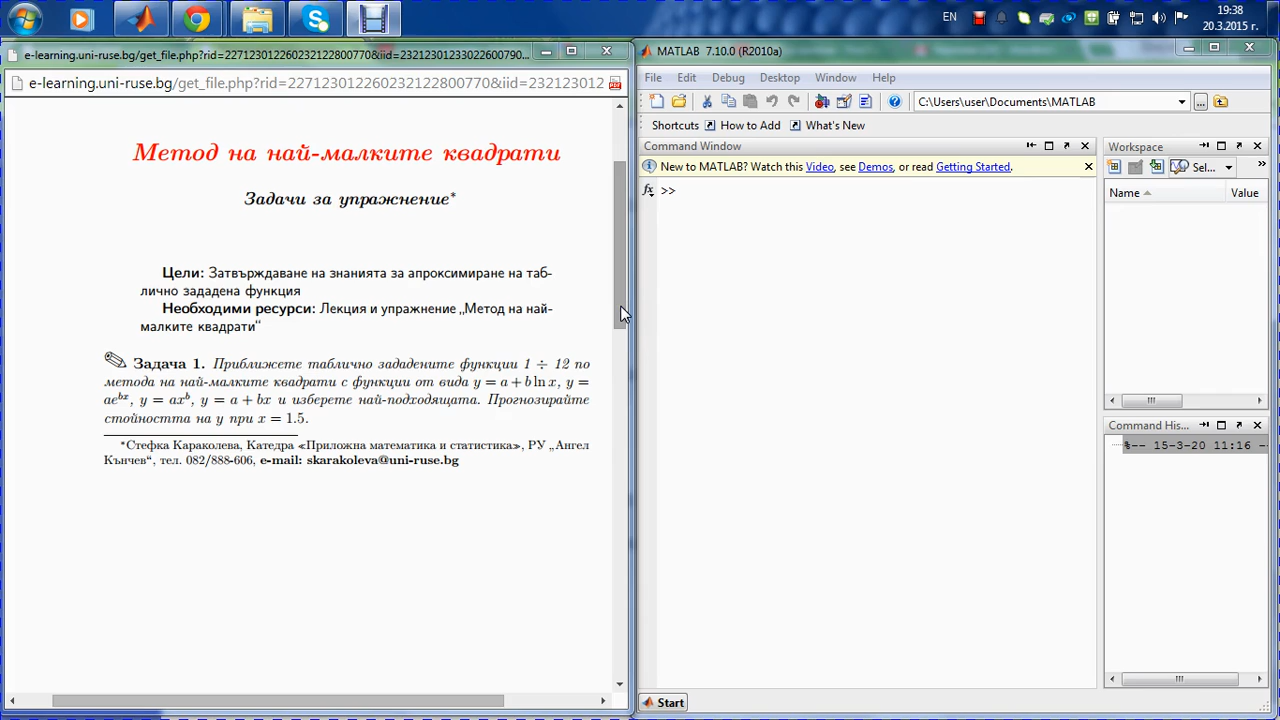 EN
19:38
20.3.2015 г.
e-learning.uni-ruse.bg/get_file.php?rid=227123012260232122800770&iid=2321230123302260​0790...
e-learning.uni-ruse.bg/get_file.php?rid=227123012260232122800770&iid=232123012
Метод на най-малките квадрати
Задачи за упражнение*
Цели: Затвърждаване на знанията за апроксимиране на таб-
лично зададена функция
Необходими ресурси: Лекция и упражнение „Метод на най-
малките квадрати“
Задача 1. Приближете таблично зададените функции 1 ÷ 12 по
метода на най-малките квадрати с функции от вида y = a + b ln x, y =
ae^{bx}, y = ax^b, y = a + bx и изберете най-подходящата. Прогнозирайте
стойността на y при x = 1.5.
*Стефка Караколева, Катедра «Приложна математика и статистика», РУ „Ангел
Кънчев“, тел. 082/888-606, e-mail: skarakoleva@uni-ruse.bg
MATLAB 7.10.0 (R2010a)
File Edit Debug Desktop Window Help
C:\Users\user\Documents\MATLAB
Shortcuts How to Add What's New
Command Window
New to MATLAB? Watch this Video, see Demos, or read Getting Started.
fx >>
Workspace
Sel...
Name Value
Command His...
%-- 15-3-20 11:16 --
Start